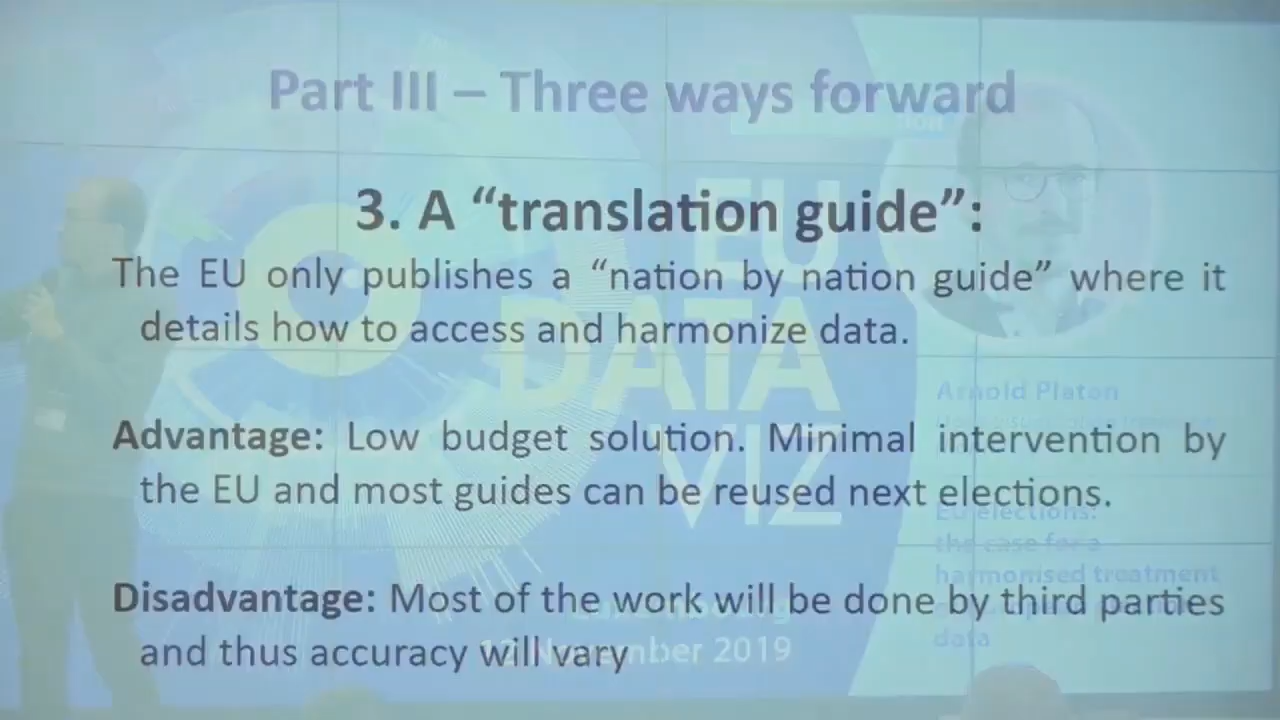 Part III – Three ways forward
3. A “translation guide”:
The EU only publishes a “nation by nation guide” where it
details how to access and harmonize data.
Advantage: Low budget solution. Minimal intervention by
the EU and most guides can be reused next elections.
Disadvantage: Most of the work will be done by third parties
and thus accuracy will vary
EU
DATA
VIZ
12 November 2019
Arnold Platon
EU elections:
the case for a
harmonised treatment
data